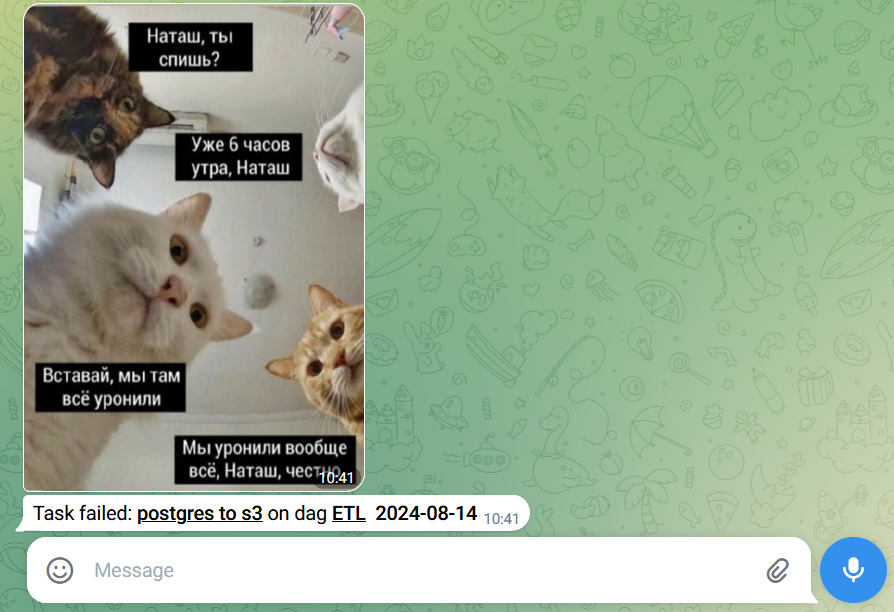 Наташ, ты
спишь?
Уже 6 часов
утра, Наташ
Вставай, мы там
всё уронили
Мы уронили вообще
всё, Наташ, честно
10:41
Task failed: postgres to s3 on dag ETL 2024-08-14 10:41
Message